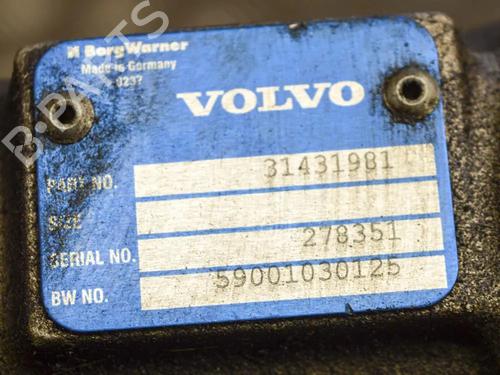 BorgWarner
Made in Germany
0237
VOLVO
PART NO. 31431981
SIZE
SERIAL NO. 278351
BW NO. 59001030125
B-PARTS